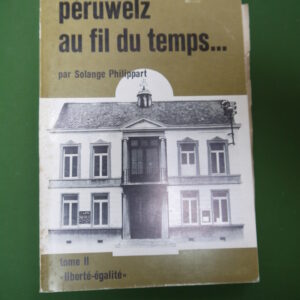 peruwelz
au fil du temps...
par Solange Philippart
tome II
«liberté-égalité»